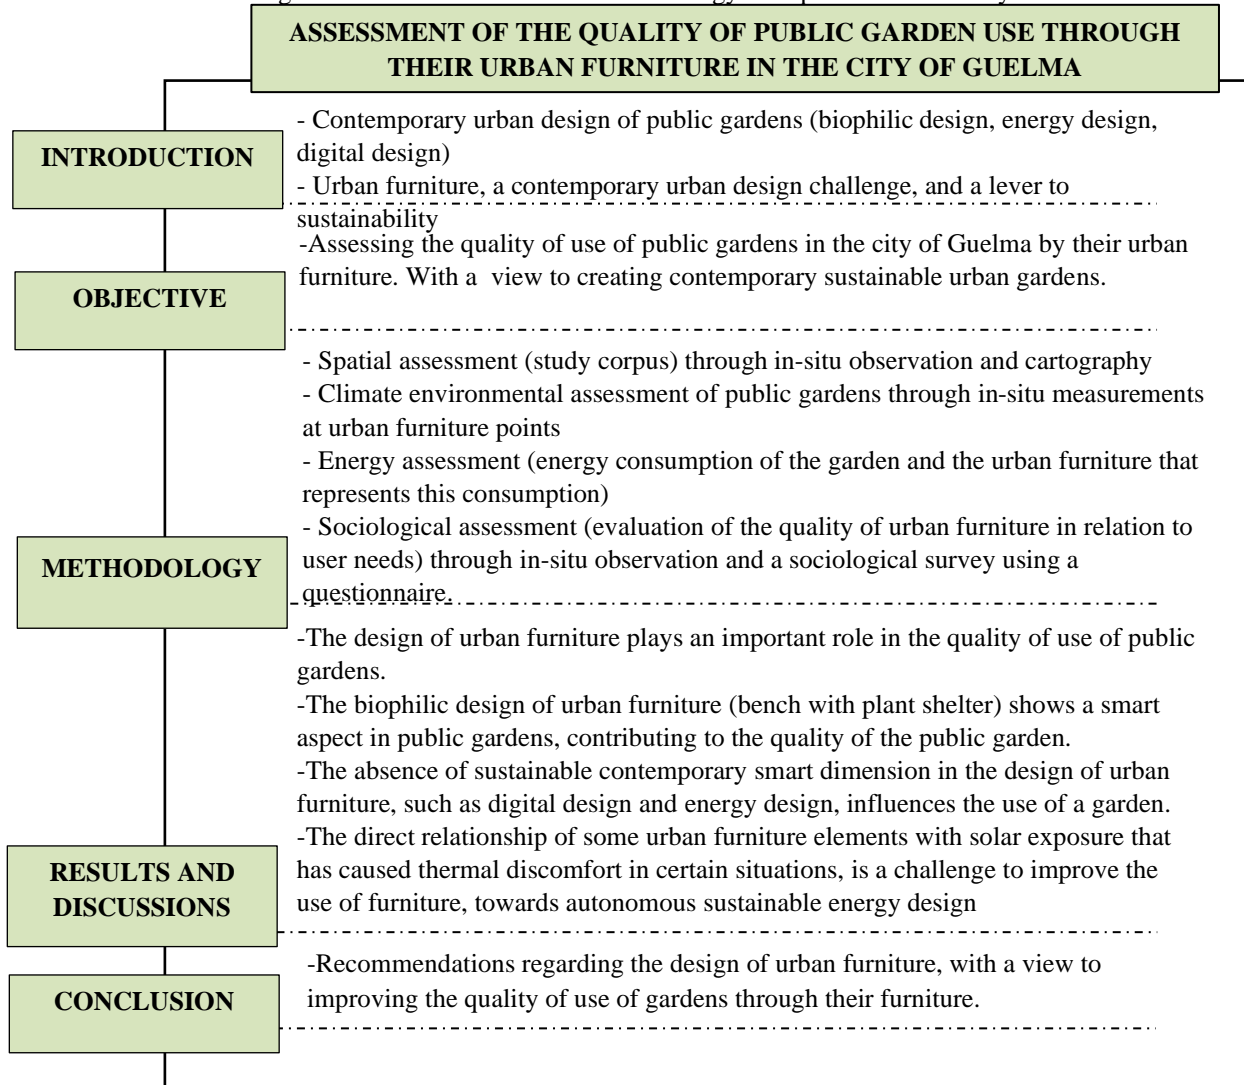 ASSESSMENT OF THE QUALITY OF PUBLIC GARDEN USE THROUGH
THEIR URBAN FURNITURE IN THE CITY OF GUELMA
INTRODUCTION
- Contemporary urban design of public gardens (biophilic design, energy design,
digital design)
- Urban furniture, a contemporary urban design challenge, and a lever to
sustainability
OBJECTIVE
-Assessing the quality of use of public gardens in the city of Guelma by their urban
furniture. With a view to creating contemporary sustainable urban gardens.
METHODOLOGY
- Spatial assessment (study corpus) through in-situ observation and cartography
- Climate environmental assessment of public gardens through in-situ measurements
at urban furniture points
- Energy assessment (energy consumption of the garden and the urban furniture that
represents this consumption)
- Sociological assessment (evaluation of the quality of urban furniture in relation to
user needs) through in-situ observation and a sociological survey using a
questionnaire.
RESULTS AND
DISCUSSIONS
-The design of urban furniture plays an important role in the quality of use of public
gardens.
-The biophilic design of urban furniture (bench with plant shelter) shows a smart
aspect in public gardens, contributing to the quality of the public garden.
-The absence of sustainable contemporary smart dimension in the design of urban
furniture, such as digital design and energy design, influences the use of a garden.
-The direct relationship of some urban furniture elements with solar exposure that
has caused thermal discomfort in certain situations, is a challenge to improve the
use of furniture, towards autonomous sustainable energy design
CONCLUSION
-Recommendations regarding the design of urban furniture, with a view to
improving the quality of use of gardens through their furniture.